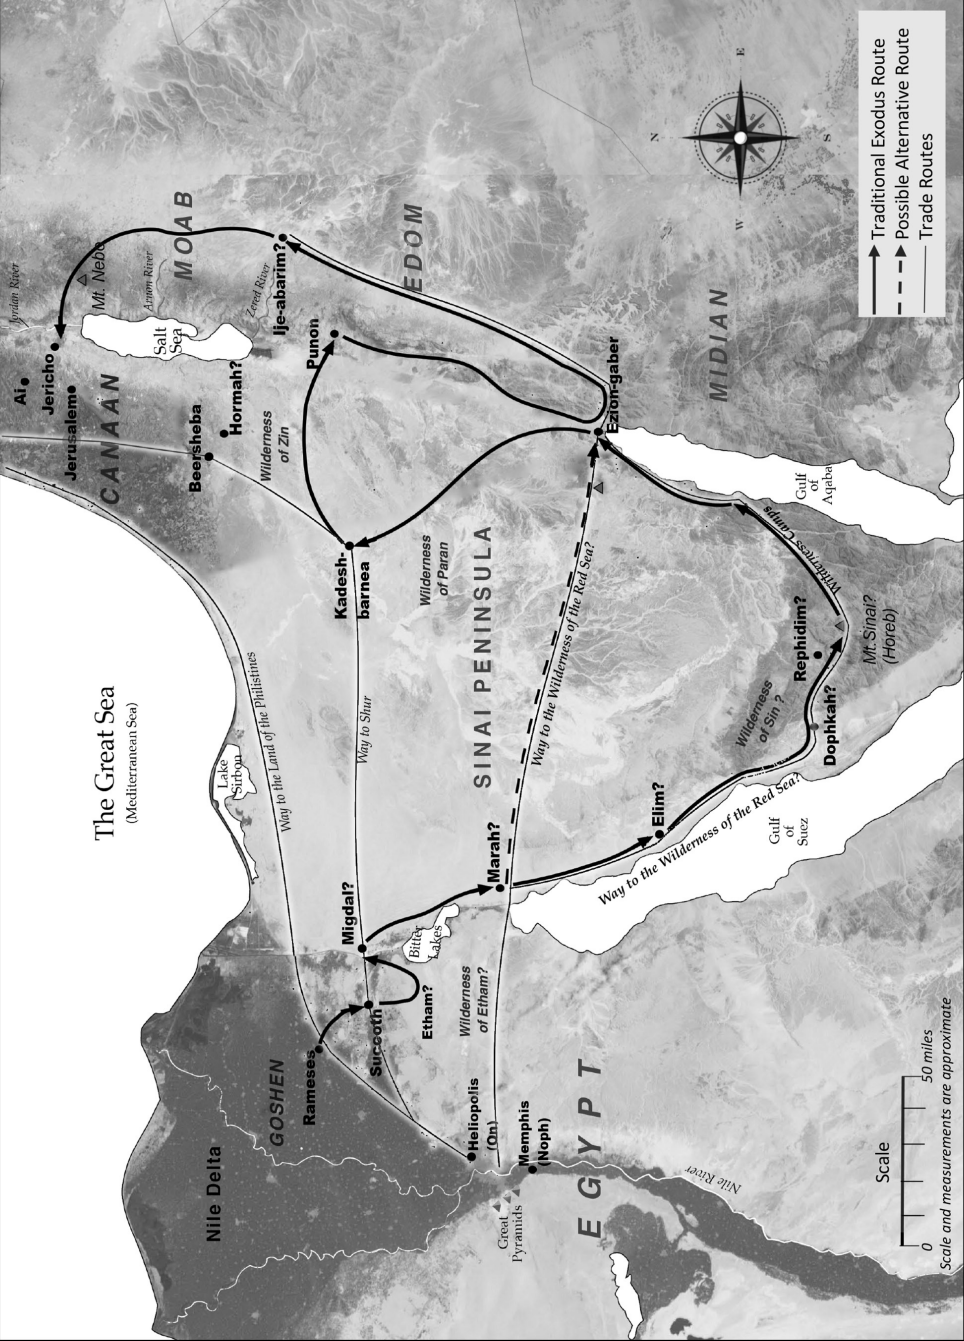 The Great Sea
(Mediterranean Sea)
Nile Delta
GOSHEN
Rameses
Succoth
Etham?
Migdal?
Bitter
Lakes
Wilderness
of Etham?
Heliopolis
(On)
Memphis
(Noph)
Great
Pyramids
EGYPT
Nile River
Lake
Sirbon
Way to the Land of the Philistines
Way to Shur
Marah?
Elim?
SINAI PENINSULA
Way to the Wilderness of the Red Sea?
Way to the Wilderness of the Red Sea?
Gulf
of
Suez
Wilderness
of Sin ?
Dophkah?
Rephidim?
Mt.Sinai?
(Horeb)
Wilderness Camps
Gulf
of
Aqaba
Wilderness
of Paran
Kadesh-
barnea
Wilderness
of Zin
Beersheba
Hormah?
CANAAN
Jerusalem
Jericho
Ai
Jordan River
Mt. Nebo
Salt
Sea
Arnon River
MOAB
Zered River
Ije-abarim?
Punon
EDOM
Ezion-gaber
MIDIAN
N
E
S
W
Traditional Exodus Route
Possible Alternative Route
Trade Routes
Scale
0
50 miles
Scale and measurements are approximate